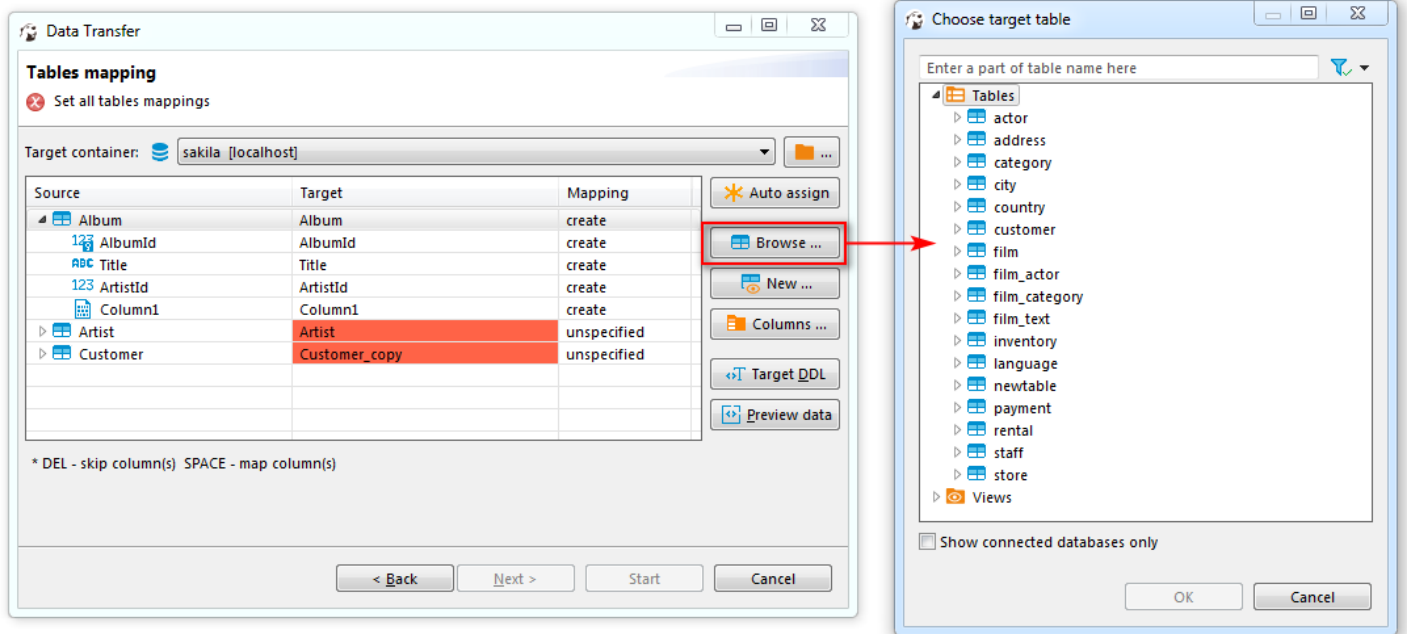 Data Transfer
Tables mapping
Set all tables mappings
Target container: sakila [localhost] ...
Source Target Mapping
Album Album create
123 AlbumId AlbumId create
ABC Title Title create
123 ArtistId ArtistId create
Column1 Column1 create
Artist Artist unspecified
Customer Customer_copy unspecified
Auto assign
Browse ...
New ...
Columns ...
Target DDL
Preview data
* DEL - skip column(s) SPACE - map column(s)
< Back Next > Start Cancel
Choose target table
Enter a part of table name here
Tables
actor
address
category
city
country
customer
film
film_actor
film_category
film_text
inventory
language
newtable
payment
rental
staff
store
Views
Show connected databases only
OK Cancel